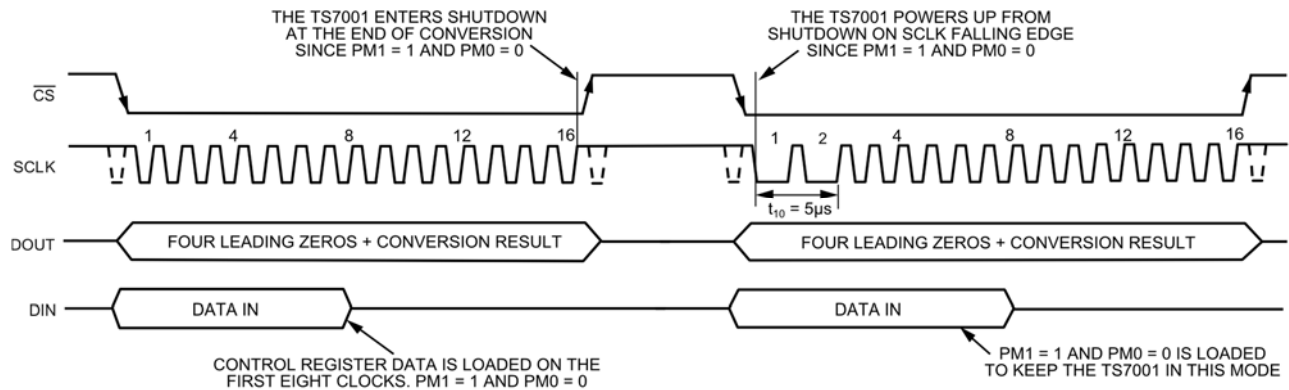 THE TS7001 ENTERS SHUTDOWN
AT THE END OF CONVERSION
SINCE PM1 = 1 AND PM0 = 0
THE TS7001 POWERS UP FROM
SHUTDOWN ON SCLK FALLING EDGE
SINCE PM1 = 1 AND PM0 = 0
CS
1 4 8 12 16 1 2 4 8 12 16
SCLK
t10 = 5µs
DOUT FOUR LEADING ZEROS + CONVERSION RESULT FOUR LEADING ZEROS + CONVERSION RESULT
DIN DATA IN DATA IN
CONTROL REGISTER DATA IS LOADED ON THE
FIRST EIGHT CLOCKS. PM1 = 1 AND PM0 = 0
PM1 = 1 AND PM0 = 0 IS LOADED
TO KEEP THE TS7001 IN THIS MODE